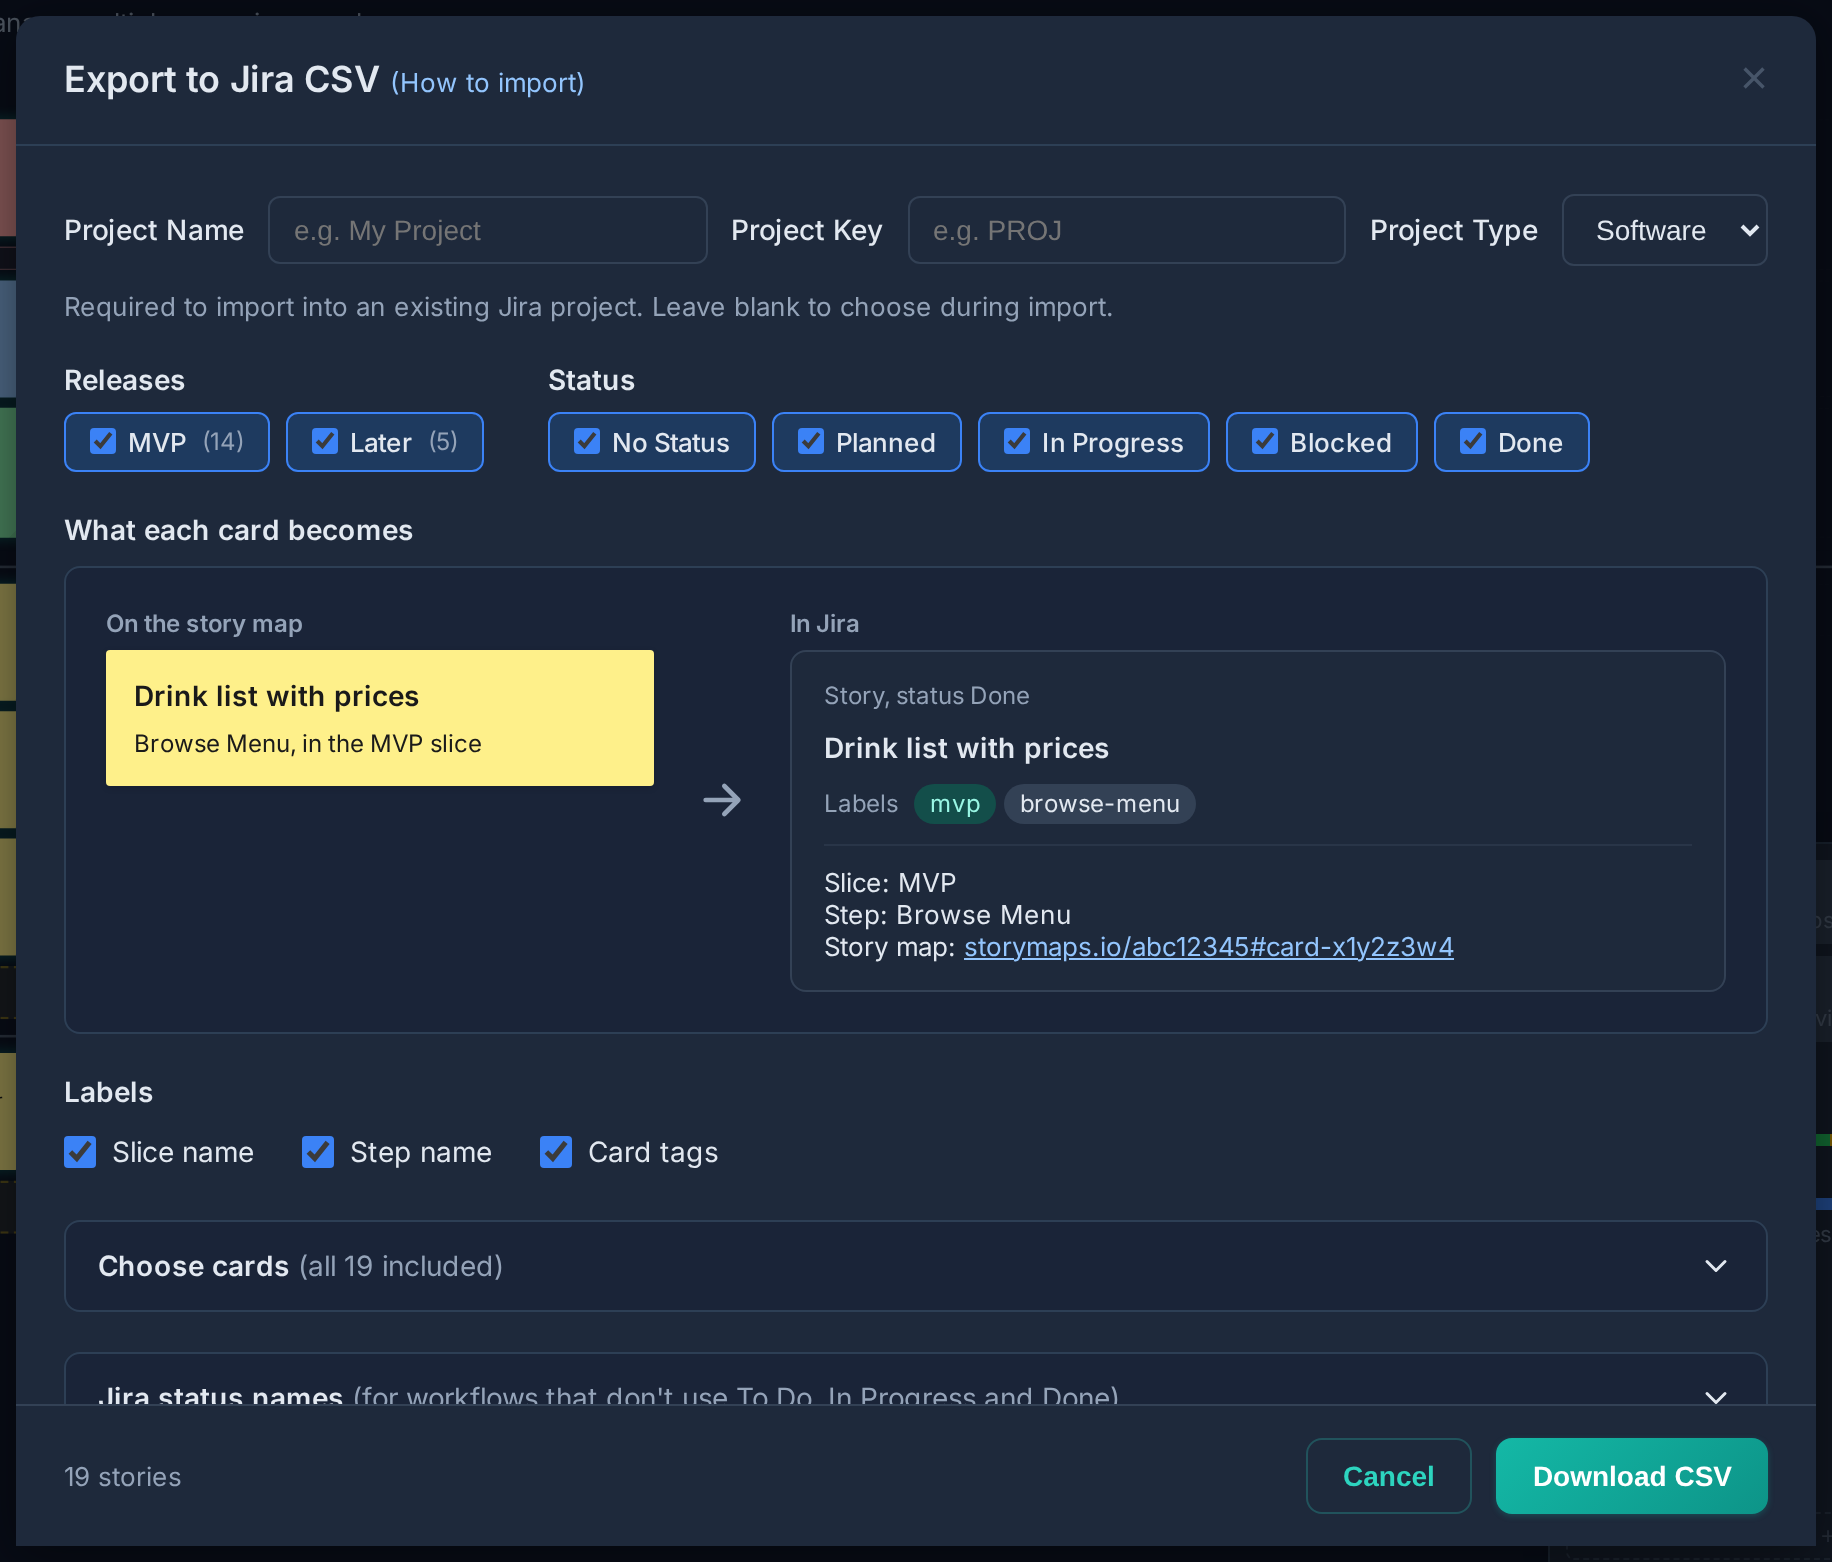 Export to Jira CSV (How to import)
Project Name e.g. My Project Project Key e.g. PROJ Project Type Software
Required to import into an existing Jira project. Leave blank to choose during import.
Releases Status
MVP (14) Later (5) No Status Planned In Progress Blocked Done
What each card becomes
On the story map
Drink list with prices
Browse Menu, in the MVP slice
In Jira
Story, status Done
Drink list with prices
Labels mvp browse-menu
Slice: MVP
Step: Browse Menu
Story map: storymaps.io/abc12345#card-x1y2z3w4
Labels
Slice name Step name Card tags
Choose cards (all 19 included)
Jira status names (for workflows that don't use To Do, In Progress and Done)
19 stories Cancel Download CSV